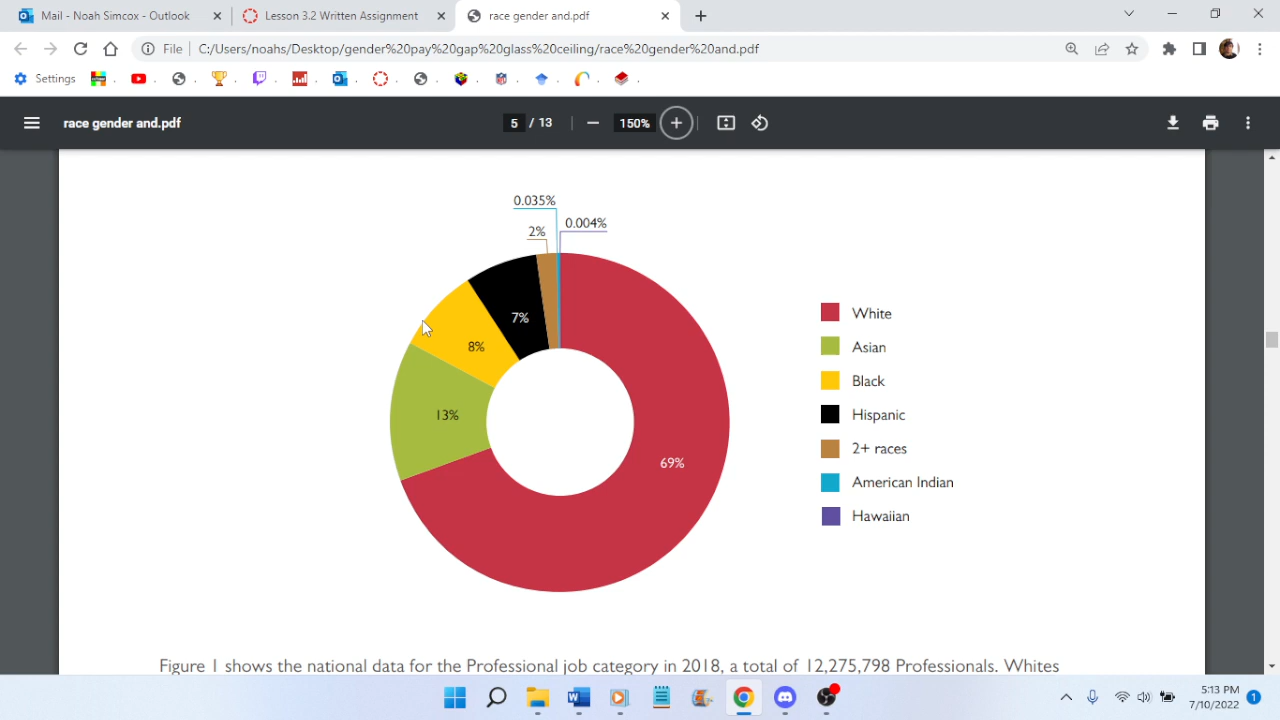 Mail - Noah Simcox - Outlook
Lesson 3.2 Written Assignment
race gender and.pdf
File
C:/Users/noahs/Desktop/gender%20pay%20gap%20glass%20ceiling/race%20gender%20and.pdf
Settings
race gender and.pdf
5 / 13
150%
0.035%
0.004%
2%
7%
8%
13%
69%
White
Asian
Black
Hispanic
2+ races
American Indian
Hawaiian
Figure 1 shows the national data for the Professional job category in 2018, a total of 12,275,798 Professionals. Whites
5:13 PM
7/10/2022
1